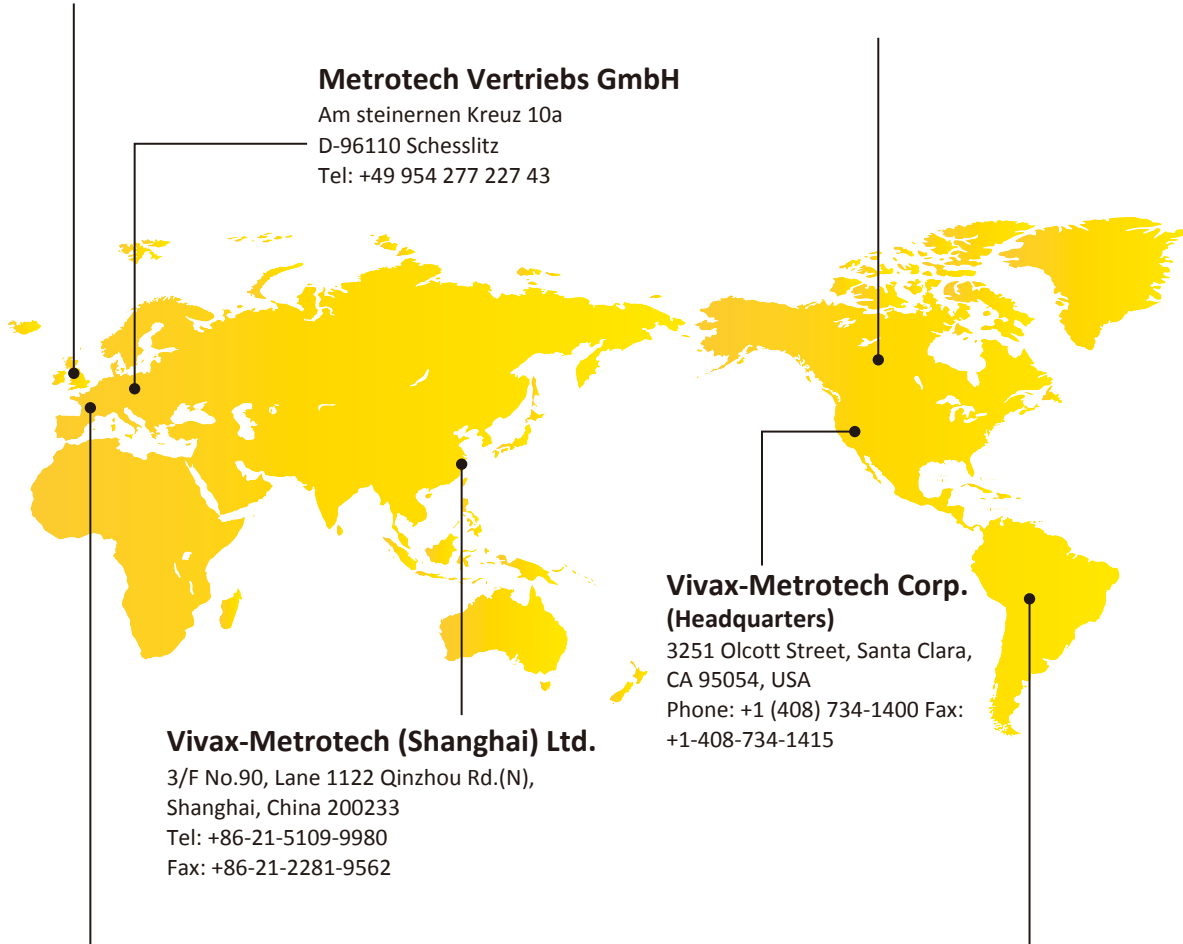 Metrotech Vertriebs GmbH
Am steinernen Kreuz 10a
D-96110 Schesslitz
Tel: +49 954 277 227 43
Vivax-Metrotech Corp.
(Headquarters)
3251 Olcott Street, Santa Clara,
CA 95054, USA
Phone: +1 (408) 734-1400 Fax:
+1-408-734-1415
Vivax-Metrotech (Shanghai) Ltd.
3/F No.90, Lane 1122 Qinzhou Rd.(N),
Shanghai, China 200233
Tel: +86-21-5109-9980
Fax: +86-21-2281-9562